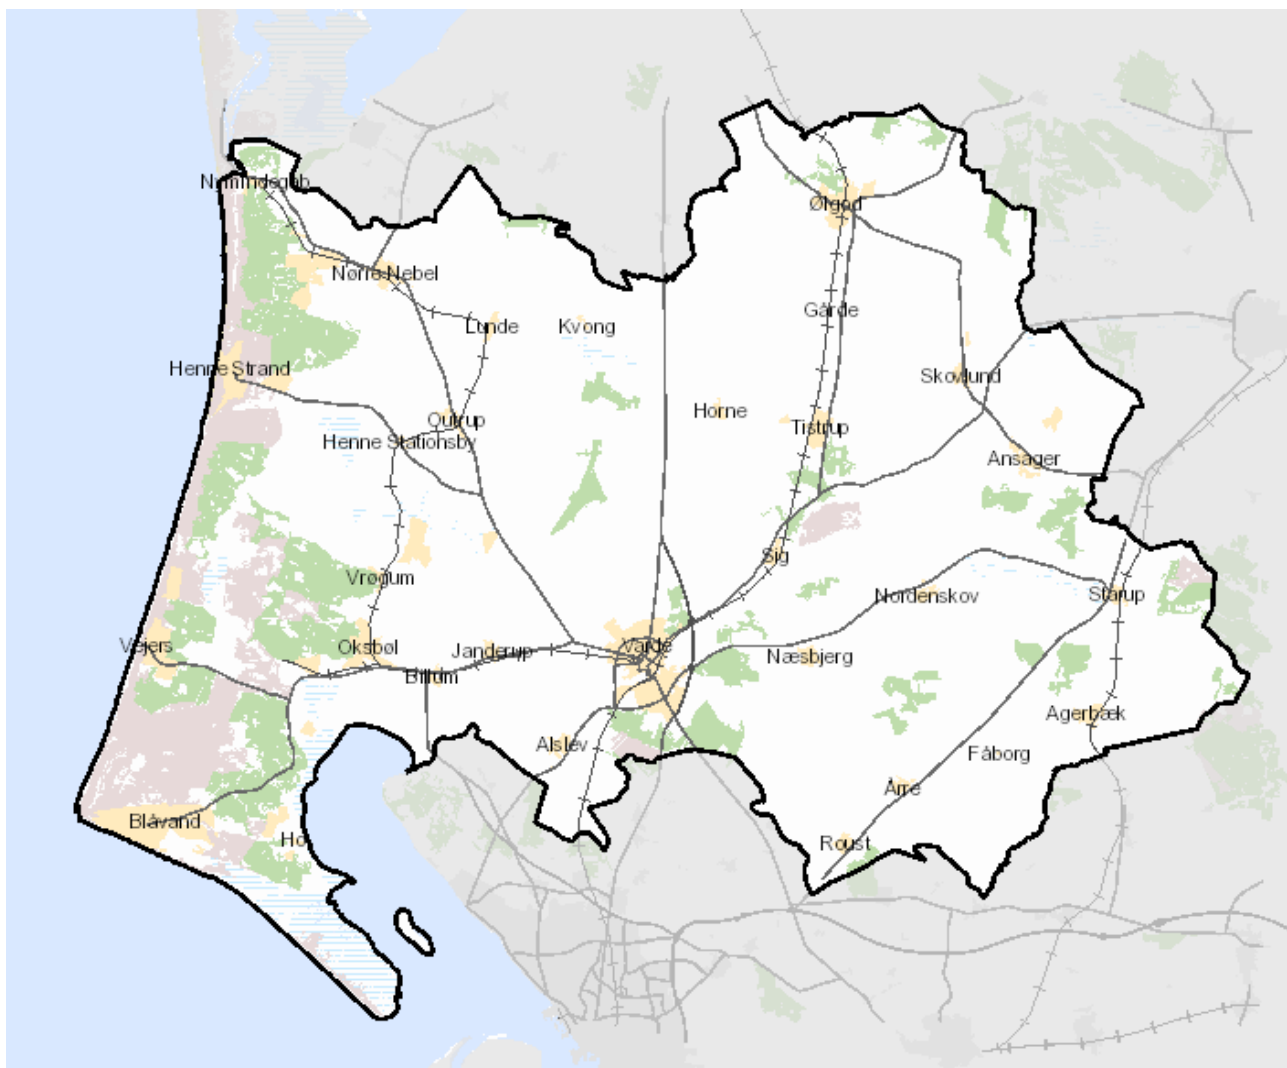 Nymindegab
Ølgod
Nørre Nebel
Gårde
Lunde
Kvong
Henne Strand
Skovlund
Horne
Outrup
Tistrup
Henne Stationsby
Ansager
Sig
Vrøgum
Nordenskov
Starup
Vejers
Oksbøl
Janderup
Varde
Næsbjerg
Billum
Agerbæk
Alslev
Fåborg
Årre
Blåvand
Ho
Roust